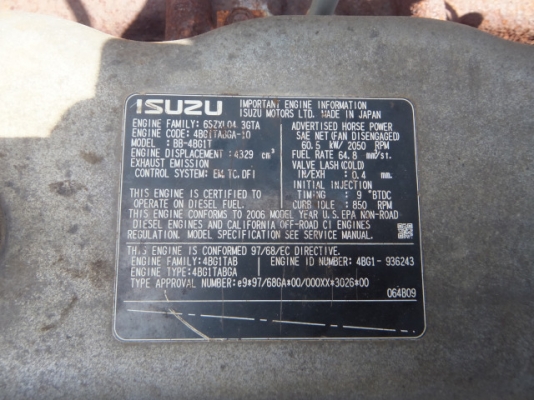 ISUZU
IMPORTANT ENGINE INFORMATION
ISUZU MOTORS LTD. MADE IN JAPAN
ENGINE FAMILY: 6SZXL04.3GTA
ENGINE CODE: 4BG1TABGA-10
MODEL : BB-4BG1T
ENGINE DISPLACEMENT :4329 cm³
EXHAUST EMISSION
CONTROL SYSTEM: EM,TC,DFI
THIS ENGINE IS CERTIFIED TO
OPERATE ON DIESEL FUEL.
ADVERTISED HORSE POWER
SAE NET(FAN DISENGAGED)
60.5 kW/ 2050 RPM
FUEL RATE 64.8 mm³/st.
VALVE LASH(COLD)
IN/EXH : 0.4 mm
INITIAL INJECTION
TIMING : 9 °BTDC
CURB IDLE : 850 RPM
THIS ENGINE CONFORMS TO 2006 MODEL YEAR U.S.EPA NON-ROAD
DIESEL ENGINES AND CALIFORNIA OFF-ROAD CI ENGINES
REGULATION. MODEL SPECIFICATION SEE SERVICE MANUAL.
THIS ENGINE IS CONFORMED 97/68/EC DIRECTIVE.
ENGINE FAMILY:4BG1TAB
ENGINE ID NUMBER: 4BG1- 936243
ENGINE TYPE:4BG1TABGA
TYPE APPROVAL NUMBER:e9*97/68GA*00/000XX*3026*00
064B09